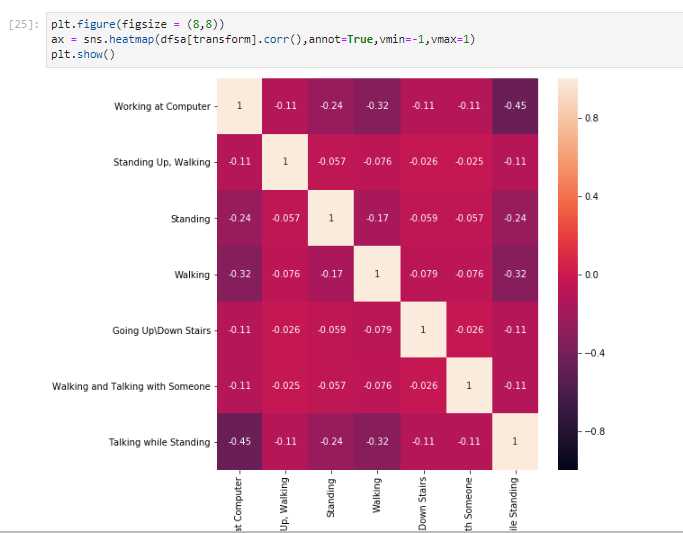 [25]: plt.figure(figsize = (8,8))
ax = sns.heatmap(dfsa[transform].corr(),annot=True,vmin=-1,vmax=1)
plt.show()
Working at Computer 1 -0.11 -0.24 -0.32 -0.11 -0.11 -0.45
0.8
Standing Up, Walking -0.11 1 -0.057 -0.076 -0.026 -0.025 -0.11
0.4
Standing -0.24 -0.057 1 -0.17 -0.059 -0.057 -0.24
Walking -0.32 -0.076 -0.17 1 -0.079 -0.076 -0.32
0.0
Going Up\Down Stairs -0.11 -0.026 -0.059 -0.079 1 -0.026 -0.11
-0.4
Walking and Talking with Someone -0.11 -0.025 -0.057 -0.076 -0.026 1 -0.11
-0.8
Talking while Standing -0.45 -0.11 -0.24 -0.32 -0.11 -0.11 1
at Computer
Up, Walking
Standing
Walking
Down Stairs
th Someone
ile Standing